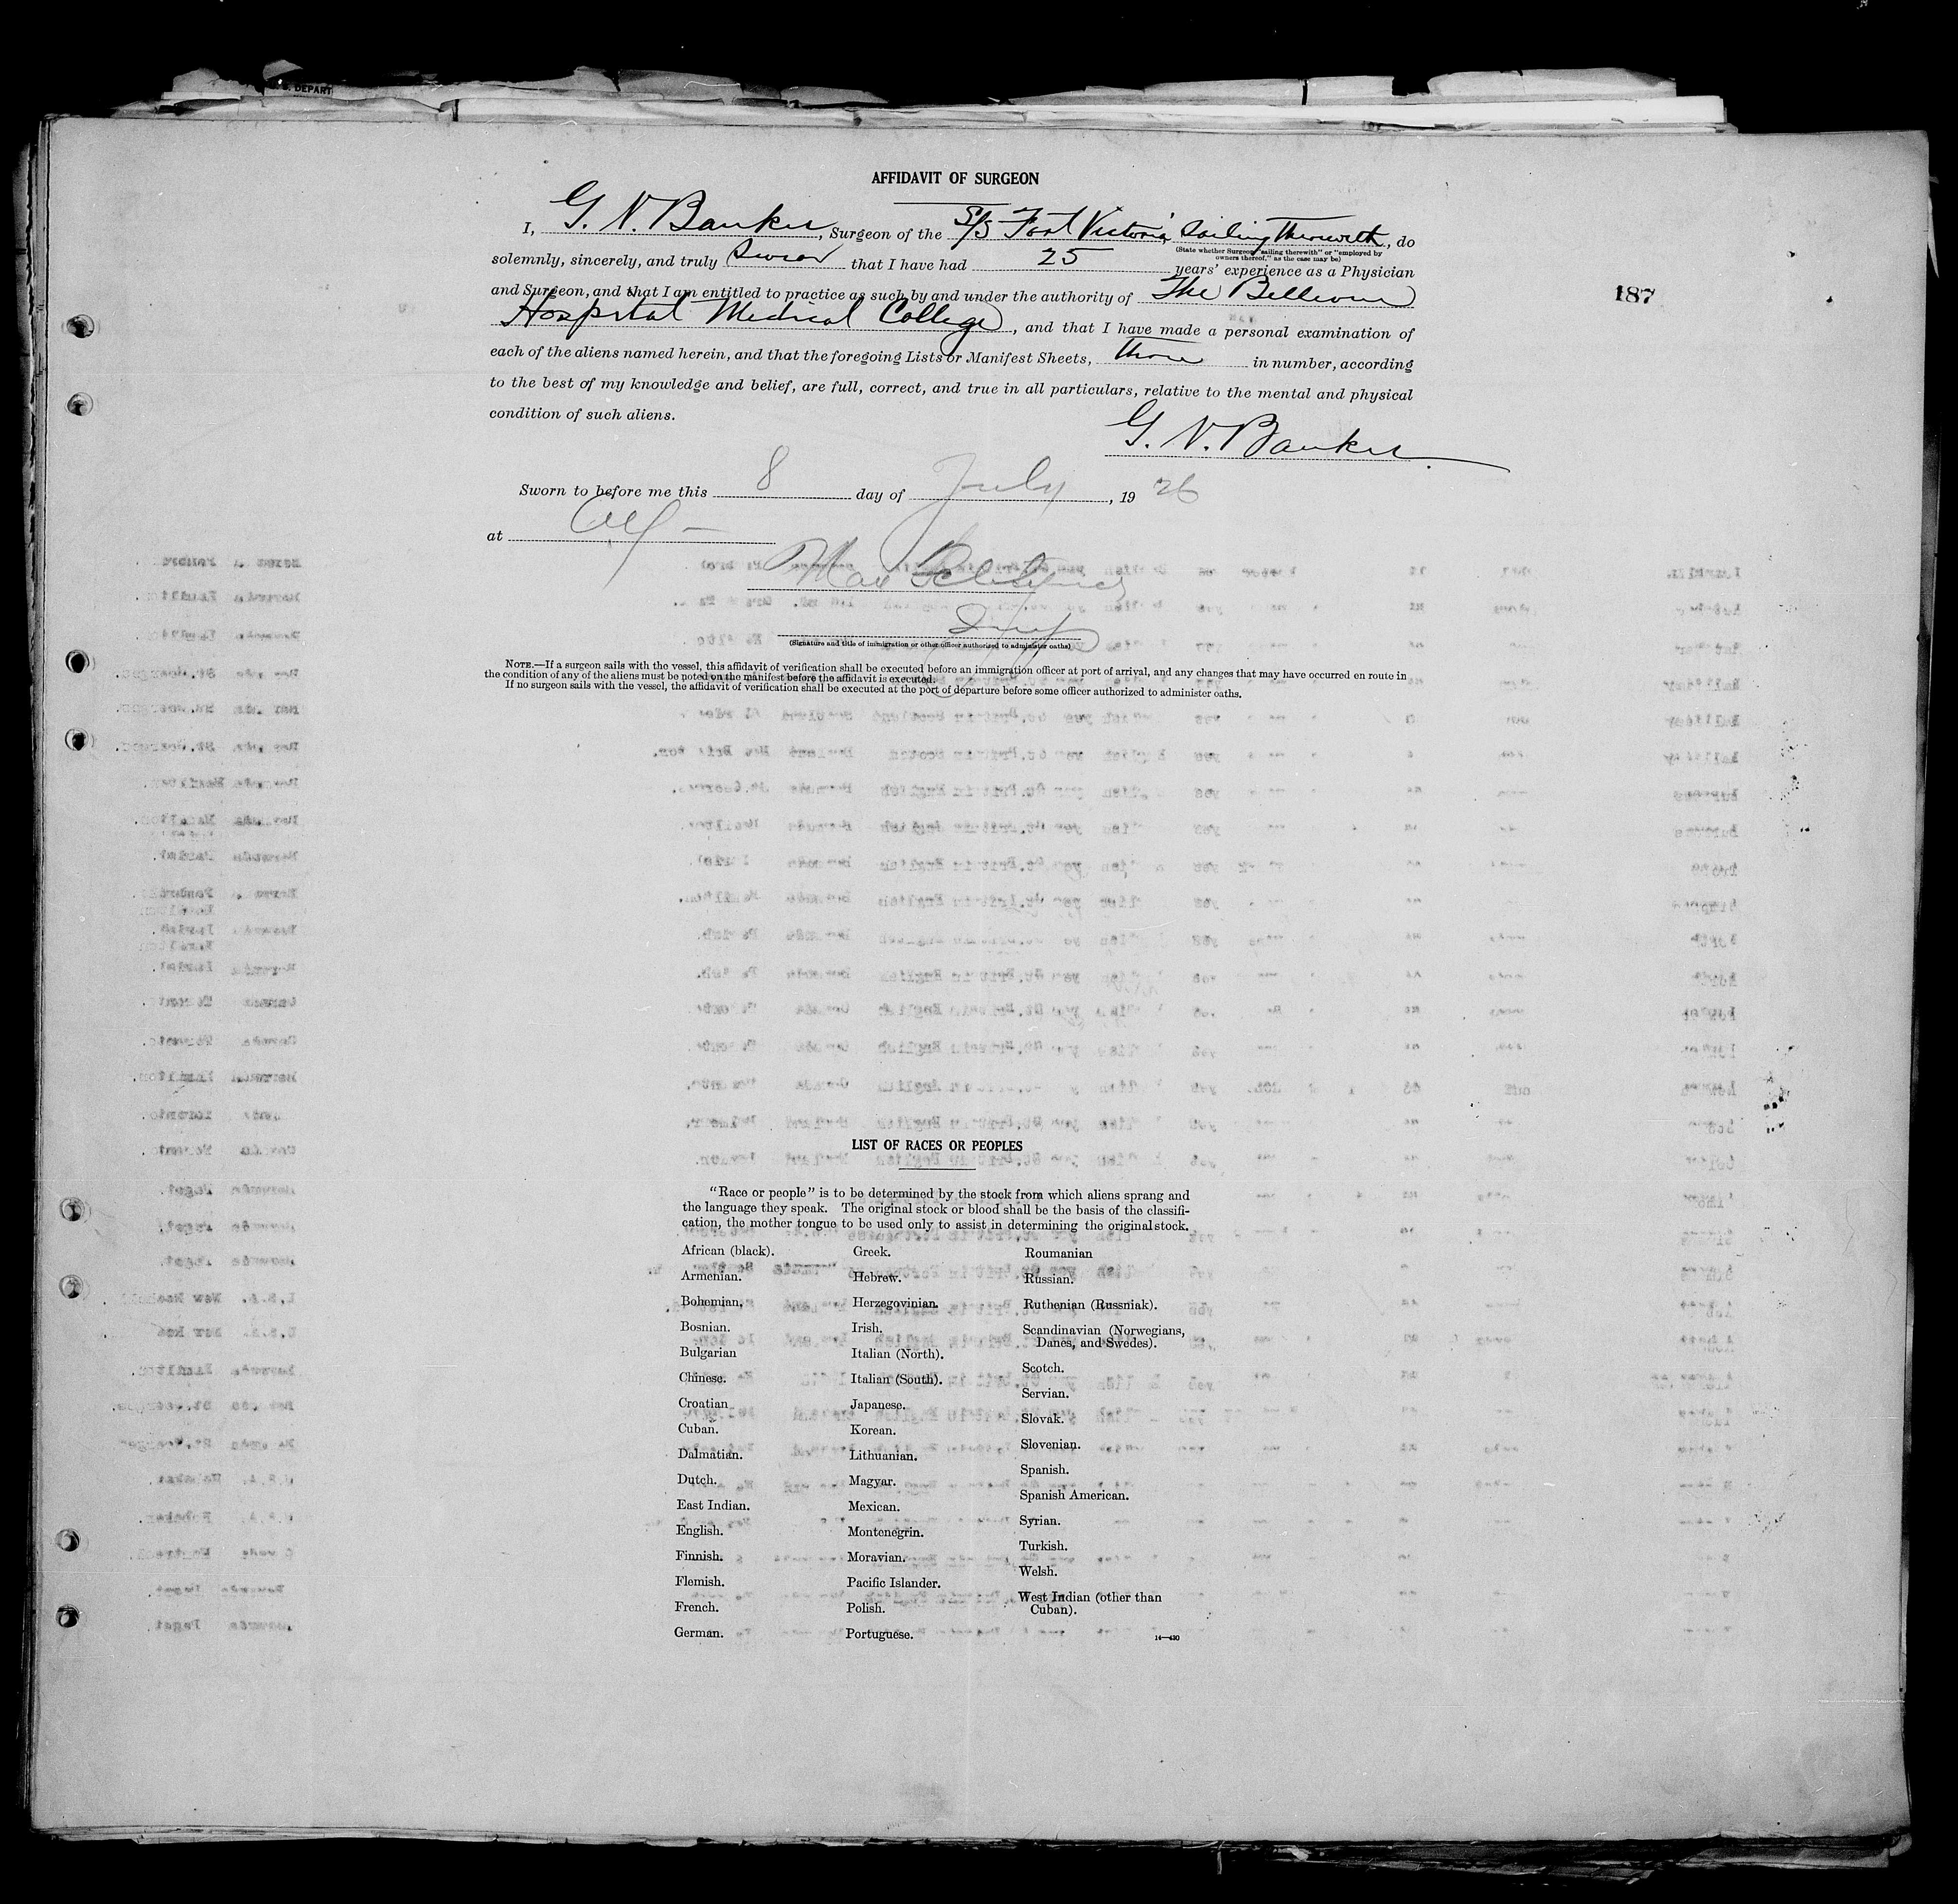 S. DEPART
AFFIDAVIT OF SURGEON
I, G. V. Banker, Surgeon of the S/S Fort Victoria Sailing Therewith, do
(State whether Surgeon "sailing therewith" or "employed by
owners thereof," as the case may be)
solemnly, sincerely, and truly Swear that I have had 25 years' experience as a Physician
and Surgeon, and that I am entitled to practice as such by and under the authority of The Bellevue
187
Hospital Medical College, and that I have made a personal examination of
each of the aliens named herein, and that the foregoing Lists or Manifest Sheets, three in number, according
to the best of my knowledge and belief, are full, correct, and true in all particulars, relative to the mental and physical
condition of such aliens.
G. V. Banker
Sworn to before me this 8 day of July, 19 26
at
Max
Insp
(Signature and title of immigration or other officer authorized to administer oaths)
NOTE.—If a surgeon sails with the vessel, this affidavit of verification shall be executed before an immigration officer at port of arrival, and any changes that may have occurred en route in
the condition of any of the aliens must be noted on the manifest before the affidavit is executed.
If no surgeon sails with the vessel, the affidavit of verification shall be executed at the port of departure before some officer authorized to administer oaths.
LIST OF RACES OR PEOPLES
"Race or people" is to be determined by the stock from which aliens sprang and
the language they speak. The original stock or blood shall be the basis of the classifi-
cation, the mother tongue to be used only to assist in determining the original stock.
African (black).
Armenian.
Bohemian.
Bosnian.
Bulgarian
Chinese.
Croatian
Cuban.
Dalmatian.
Dutch.
East Indian.
English.
Finnish.
Flemish.
French.
German.
Greek.
Hebrew.
Herzegovinian.
Irish.
Italian (North).
Italian (South).
Japanese.
Korean.
Lithuanian.
Magyar.
Mexican.
Montenegrin.
Moravian.
Pacific Islander.
Polish.
Portuguese.
Roumanian
Russian.
Ruthenian (Russniak).
Scandinavian (Norwegians,
Danes, and Swedes).
Scotch.
Servian.
Slovak.
Slovenian.
Spanish.
Spanish American.
Syrian.
Turkish.
Welsh.
West Indian (other than
Cuban).
14—430